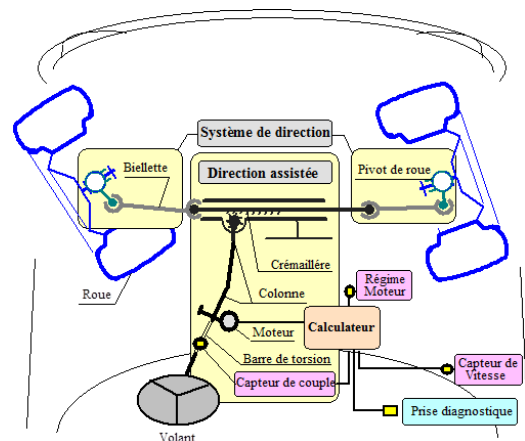 Système de direction
Biellette
Direction assistée
Pivot de roue
Crémaillére
Roue
Colonne
Régime
Moteur
Moteur
Calculateur
Barre de torsion
Capteur de couple
Capteur de
Vitesse
Prise diagnostique
Volant